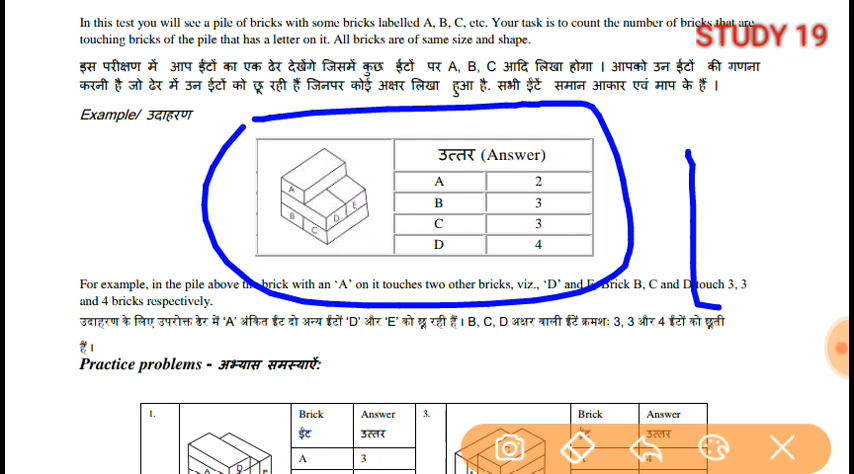 In this test you will see a pile of bricks with some bricks labelled A, B, C, etc. Your task is to count the number of bricks that are
STUDY 19
touching bricks of the pile that has a letter on it. All bricks are of same size and shape.
इस परीक्षण में आप ईंटों का एक ढेर देखेंगे जिसमें कुछ ईंटों पर A, B, C आदि लिखा होगा । आपको उन ईंटों की गणना
करनी है जो ढेर में उन ईंटों को छू रही हैं जिनपर कोई अक्षर लिखा हुआ है. सभी ईंटें समान आकार एवं माप के हैं ।
Example/ उदाहरण
उत्तर (Answer)
A 2
B 3
C 3
D 4
A
B C D E
For example, in the pile above the brick with an ‘A’ on it touches two other bricks, viz., ‘D’ and E. Brick B, C and D touch 3, 3
and 4 bricks respectively.
उदाहरण के लिए उपरोक्त ढेर में ‘A’ अंकित ईंट दो अन्य ईंटों ‘D’ और ‘E’ को छू रही हैं । B, C, D अक्षर वाली ईंटें क्रमशः 3, 3 और 4 ईंटों को छूती
हैं ।
Practice problems - अभ्यास समस्याएँ:
1. Brick Answer 3. Brick Answer
ईंट उत्तर ईंट उत्तर
A 3 4